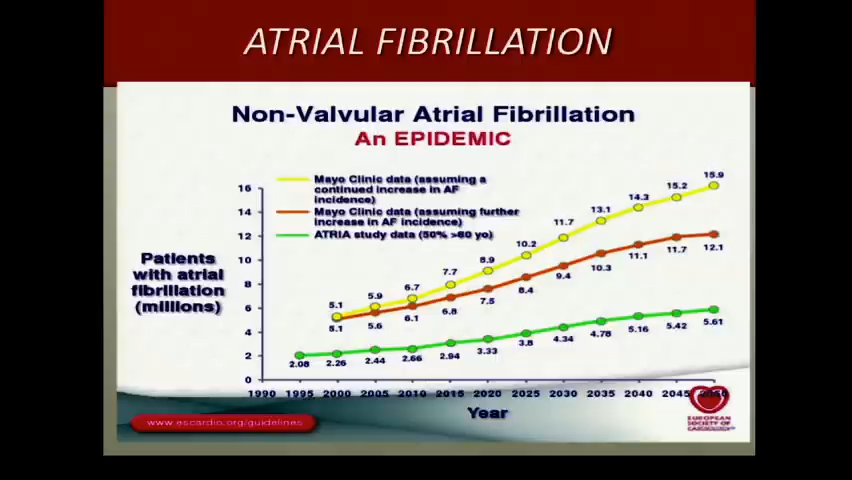 ATRIAL FIBRILLATION
Non-Valvular Atrial Fibrillation
An EPIDEMIC
Mayo Clinic data (assuming a
continued increase in AF
incidence)
Mayo Clinic data (assuming further
increase in AF incidence)
ATRIA study data (50% >80 yo)
Patients
with atrial
fibrillation
(millions)
16
14
12
10
8
6
4
2
0
5.1 5.9 6.7 7.7 8.9 10.2 11.7 13.1 14.3 15.2 15.9
5.1 5.6 6.1 6.8 7.5 8.4 9.4 10.3 11.1 11.7 12.1
2.08 2.26 2.44 2.66 2.94 3.33 3.8 4.34 4.78 5.16 5.42 5.61
1990 1995 2000 2005 2010 2015 2020 2025 2030 2035 2040 2045 2050
Year
www.escardio.org/guidelines
EUROPEAN
SOCIETY OF
CARDIOLOGY